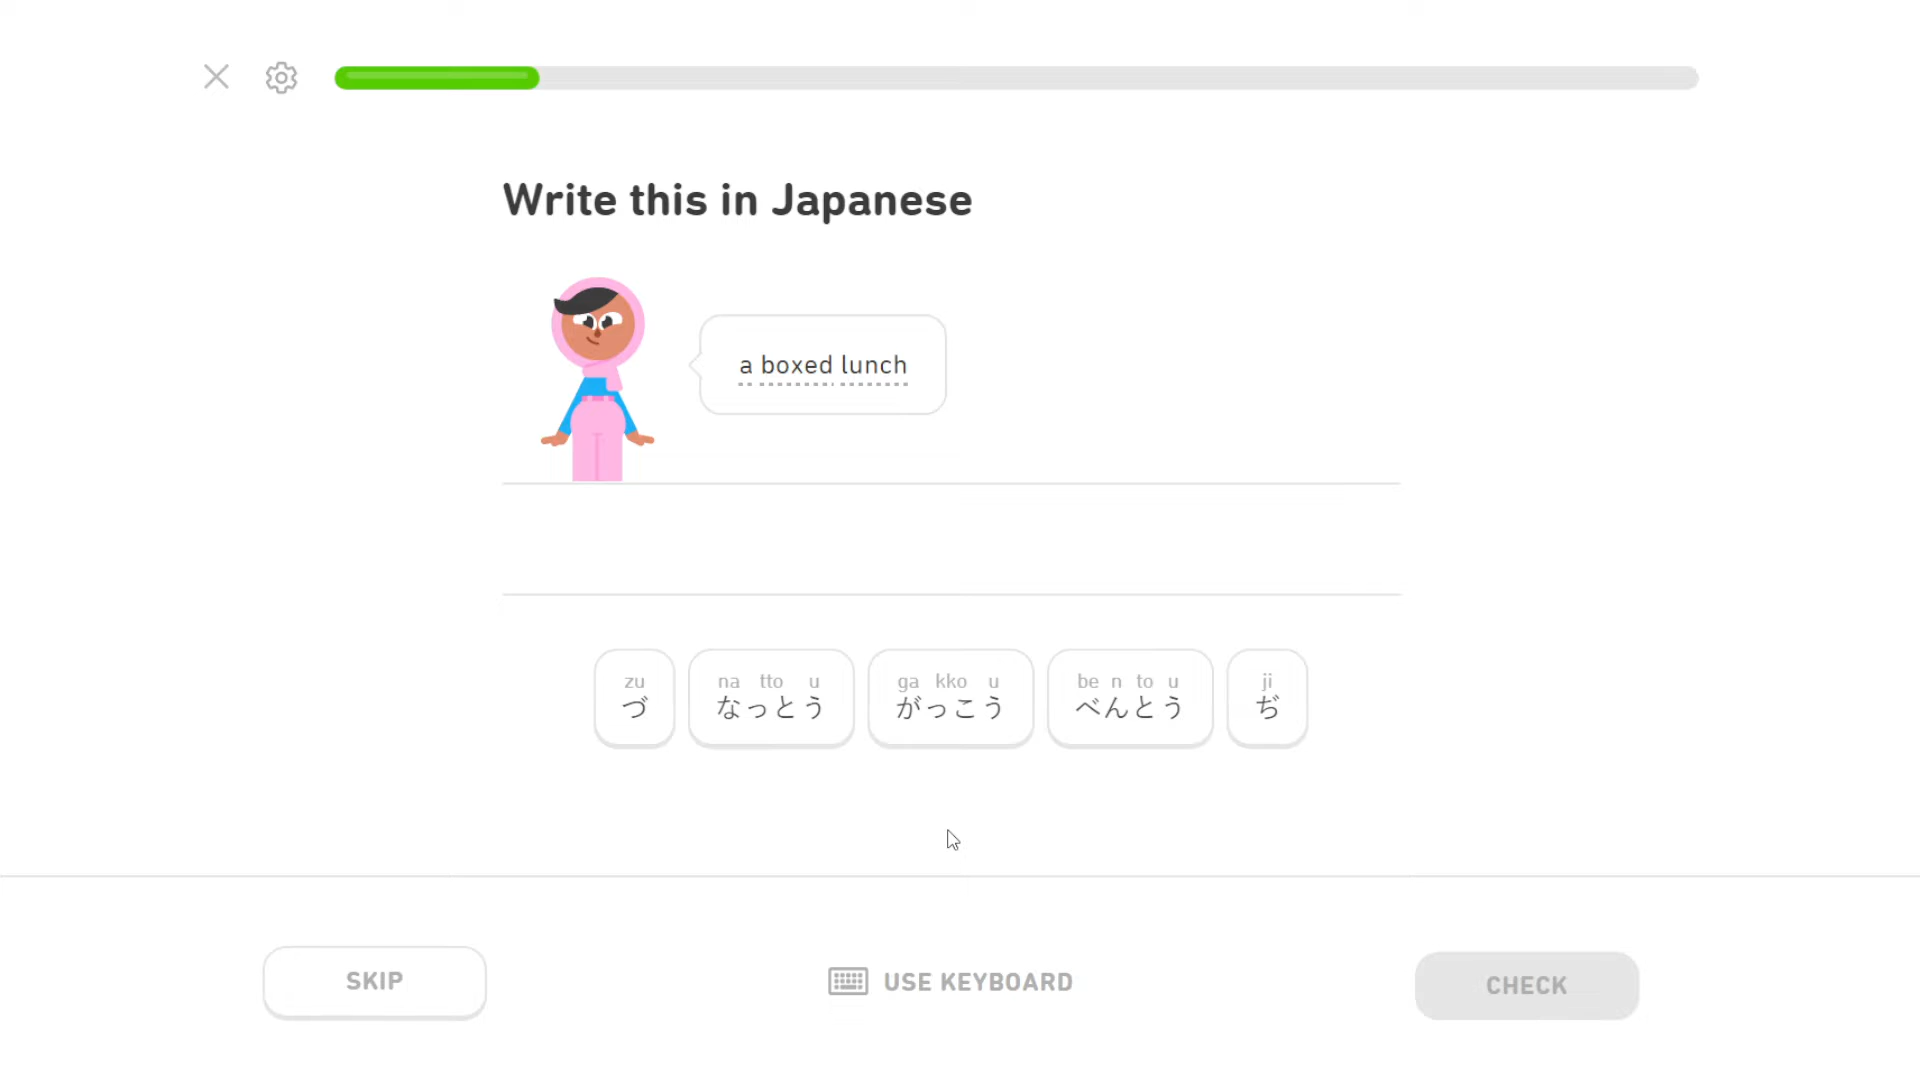 Write this in Japanese
a boxed lunch
zu na tto u ga kko u be n to u ji
づ なっとう がっこう べんとう ぢ
SKIP USE KEYBOARD CHECK